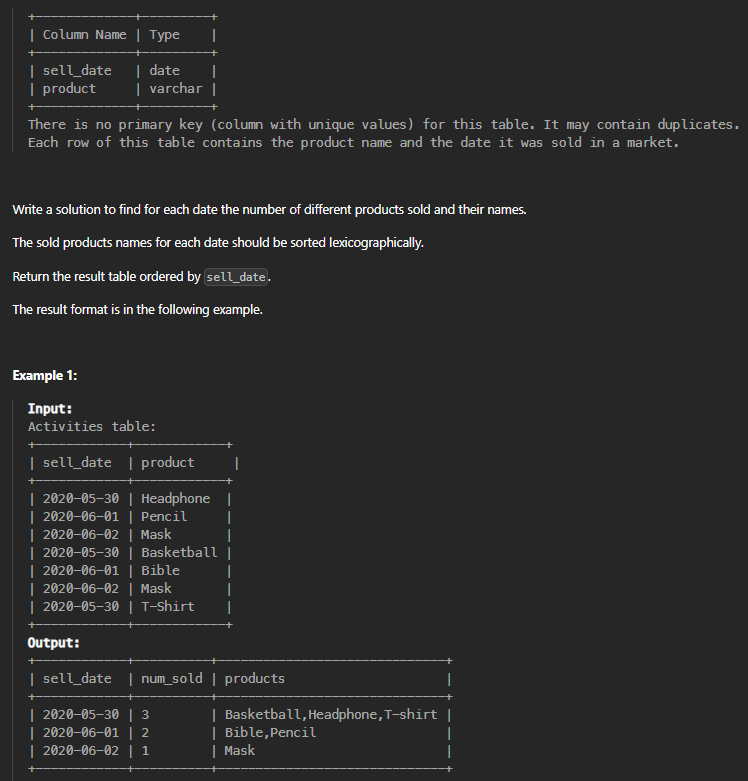 +-------------+---------+
| Column Name | Type    |
+-------------+---------+
| sell_date   | date    |
| product     | varchar |
+-------------+---------+
There is no primary key (column with unique values) for this table. It may contain duplicates.
Each row of this table contains the product name and the date it was sold in a market.
Write a solution to find for each date the number of different products sold and their names.
The sold products names for each date should be sorted lexicographically.
Return the result table ordered by sell_date.
The result format is in the following example.
Example 1:
Input:
Activities table:
+------------+------------+
| sell_date  | product     |
+------------+------------+
| 2020-05-30 | Headphone  |
| 2020-06-01 | Pencil     |
| 2020-06-02 | Mask       |
| 2020-05-30 | Basketball |
| 2020-06-01 | Bible      |
| 2020-06-02 | Mask       |
| 2020-05-30 | T-Shirt    |
+------------+------------+
Output:
+------------+----------+------------------------------+
| sell_date  | num_sold | products                     |
+------------+----------+------------------------------+
| 2020-05-30 | 3        | Basketball,Headphone,T-shirt |
| 2020-06-01 | 2        | Bible,Pencil                 |
| 2020-06-02 | 1        | Mask                         |
+------------+----------+------------------------------+